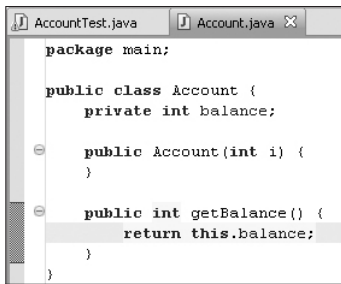 AccountTest.java Account.java
package main;
public class Account {
private int balance;
public Account(int i) {
}
public int getBalance() {
return this.balance;
}
}